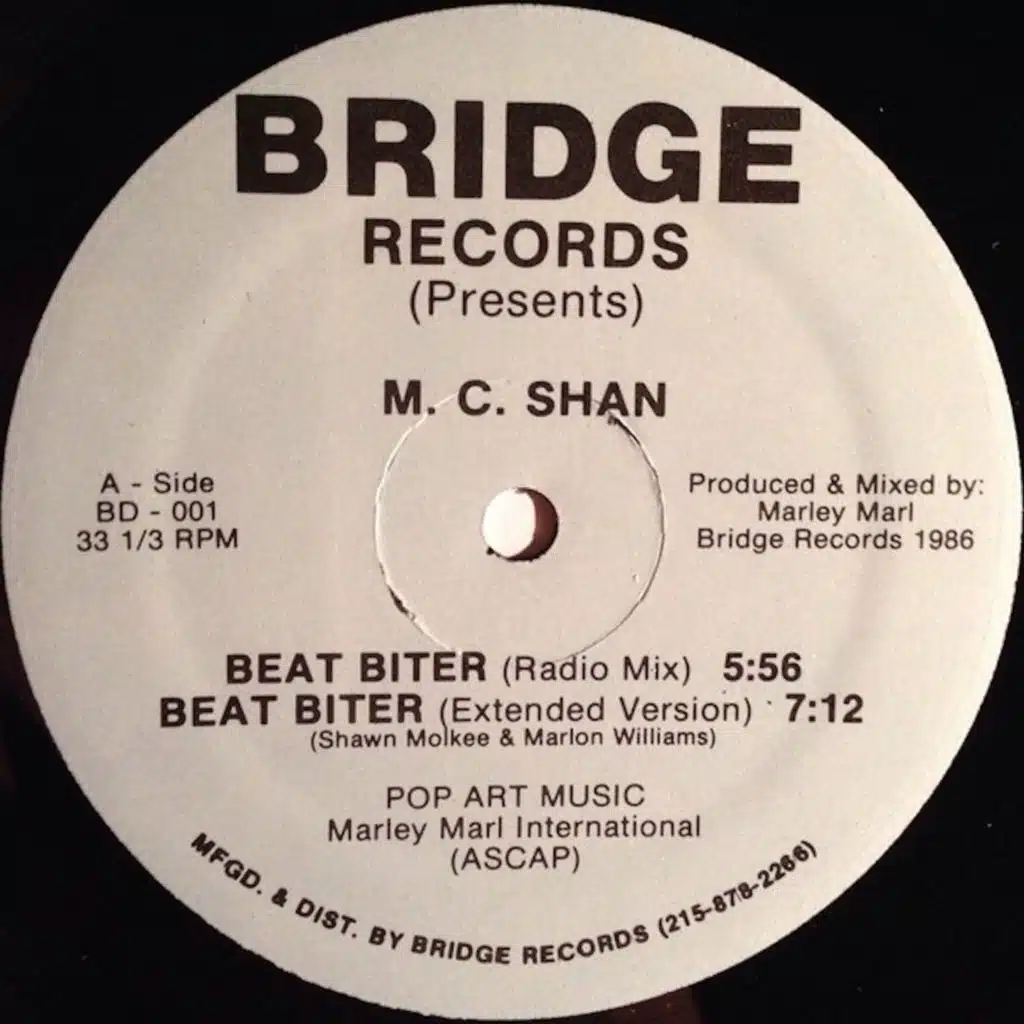 BRIDGE
RECORDS
(Presents)
M. C. SHAN
A - Side
BD - 001
33 1/3 RPM
Produced & Mixed by:
Marley Marl
Bridge Records 1986
BEAT BITER (Radio Mix) 5:56
BEAT BITER (Extended Version) 7:12
(Shawn Molkee & Marlon Williams)
POP ART MUSIC
Marley Marl International
(ASCAP)
MFGD. & DIST. BY BRIDGE RECORDS (215-878-2266)